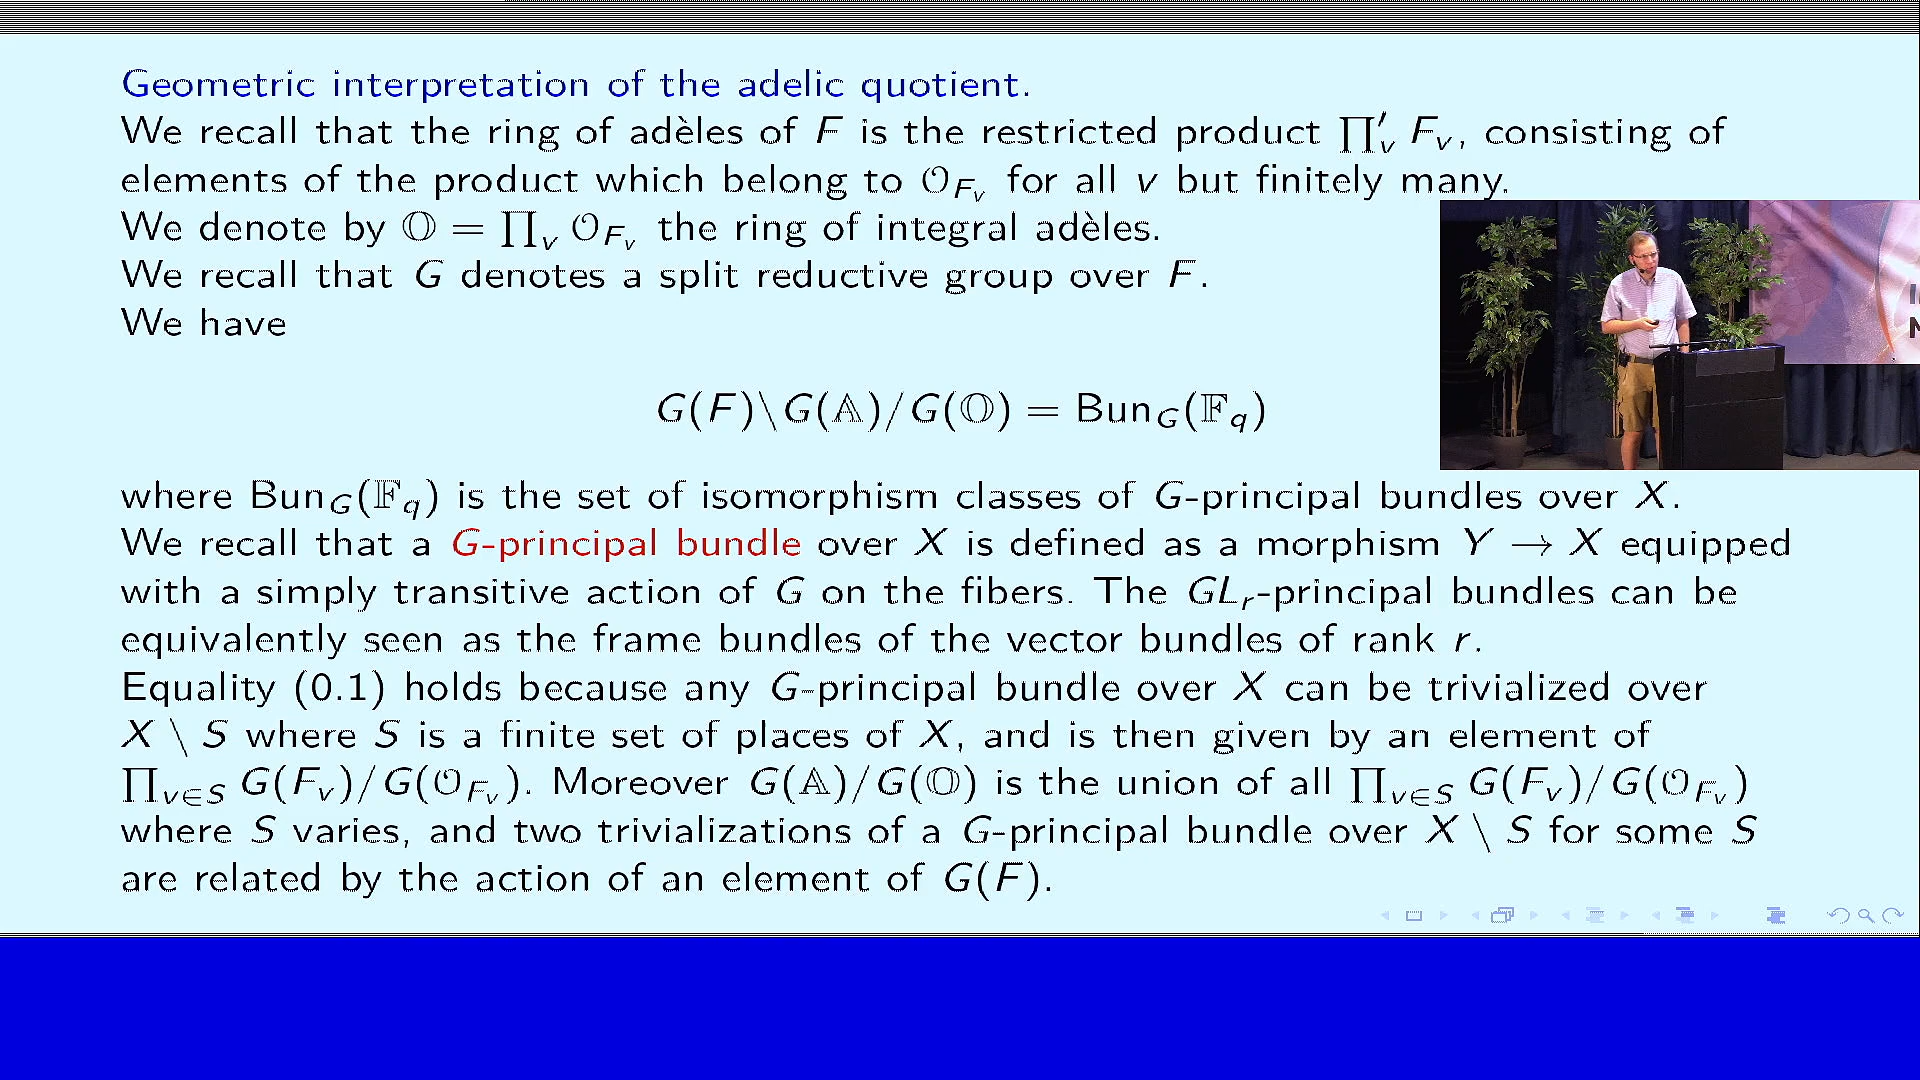 Geometric interpretation of the adelic quotient.
We recall that the ring of adèles of F is the restricted product ∏′_v F_v, consisting of
elements of the product which belong to 𝒪_{F_v} for all v but finitely many.
We denote by 𝕆 = ∏_v 𝒪_{F_v} the ring of integral adèles.
We recall that G denotes a split reductive group over F.
We have
G(F)\G(𝔸)/G(𝕆) = Bun_G(𝔽_q)
where Bun_G(𝔽_q) is the set of isomorphism classes of G-principal bundles over X.
We recall that a G-principal bundle over X is defined as a morphism Y → X equipped
with a simply transitive action of G on the fibers. The GL_r-principal bundles can be
equivalently seen as the frame bundles of the vector bundles of rank r.
Equality (0.1) holds because any G-principal bundle over X can be trivialized over
X \ S where S is a finite set of places of X, and is then given by an element of
∏_{v∈S} G(F_v)/G(𝒪_{F_v}). Moreover G(𝔸)/G(𝕆) is the union of all ∏_{v∈S} G(F_v)/G(𝒪_{F_v})
where S varies, and two trivializations of a G-principal bundle over X \ S for some S
are related by the action of an element of G(F).